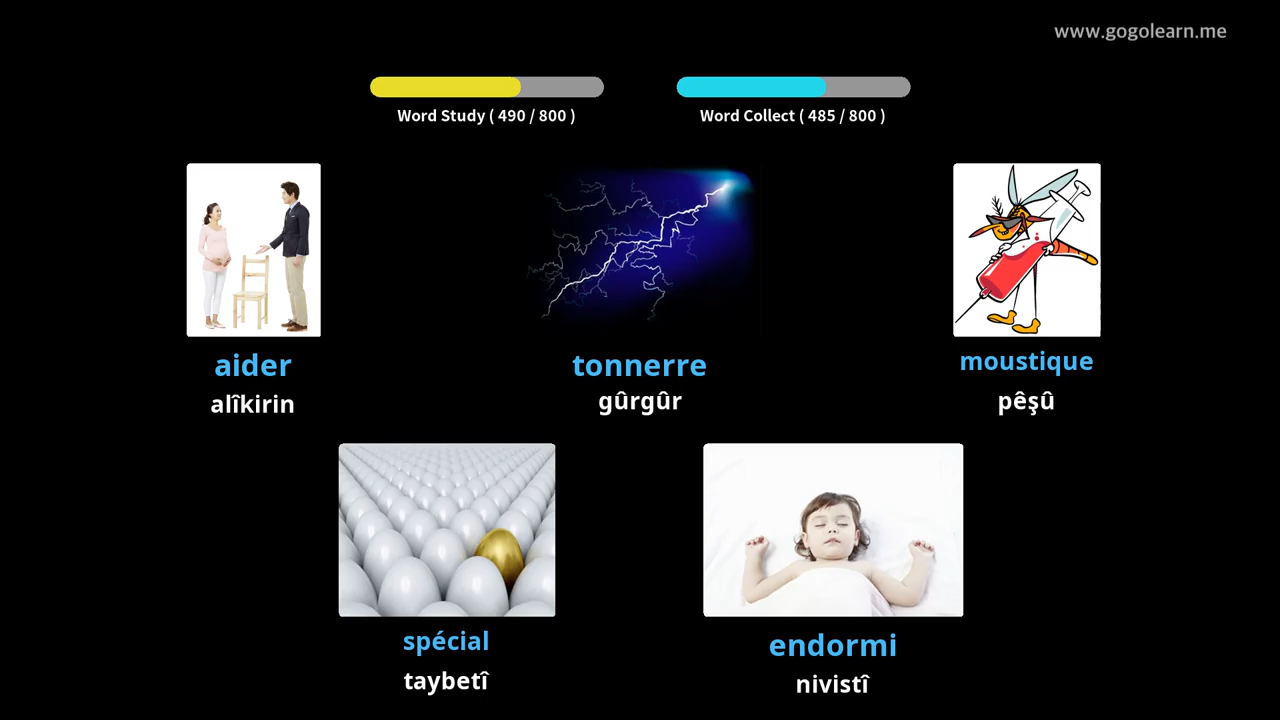 www.gogolearn.me
Word Study ( 490 / 800 )
Word Collect ( 485 / 800 )
aider
alîkirin
tonnerre
gûrgûr
moustique
pêşû
spécial
taybetî
endormi
nivistî